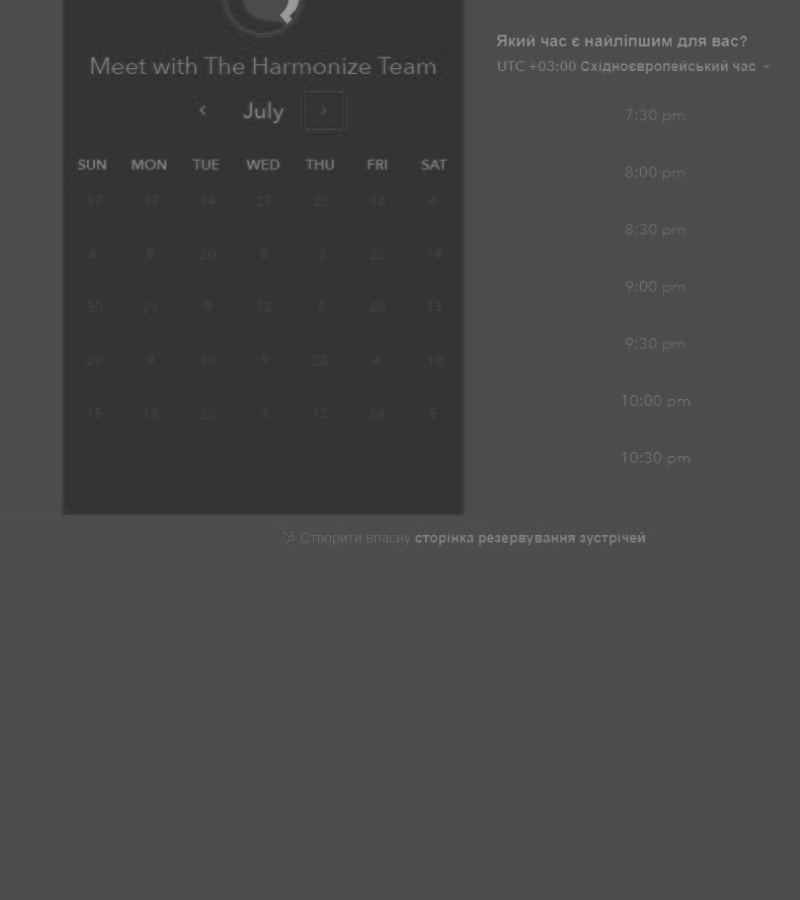 Meet with The Harmonize Team
July
SUN MON TUE WED THU FRI SAT
17 17 14 27 22 16 6
6 8 20 8 3 22 14
30 21 9 12 7 29 13
29 9 10 9 28 4 10
15 18 22 3 12 26 5
Який час є найліпшим для вас?
UTC +03:00 Східноєвропейський час
7:30 pm
8:00 pm
8:30 pm
9:00 pm
9:30 pm
10:00 pm
10:30 pm
Створити власну сторінка резервування зустрічей